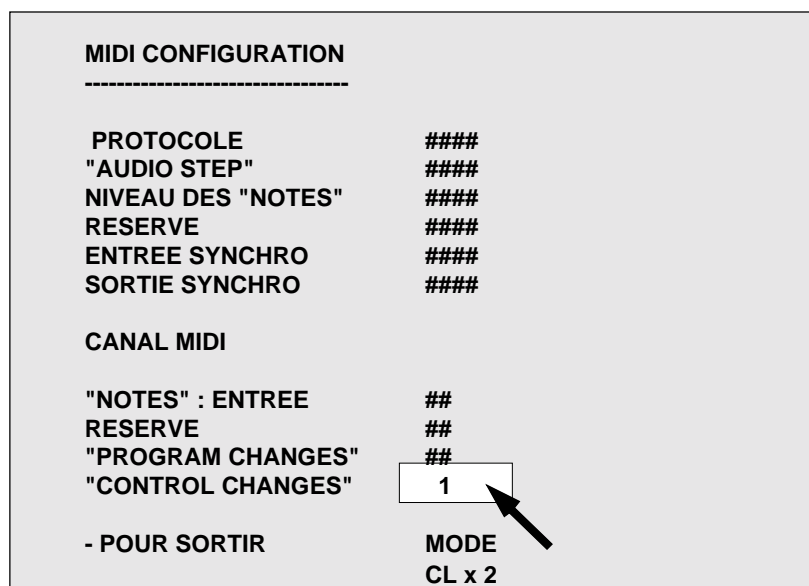 MIDI CONFIGURATION
---------------------------------
PROTOCOLE ####
"AUDIO STEP" ####
NIVEAU DES "NOTES" ####
RESERVE ####
ENTREE SYNCHRO ####
SORTIE SYNCHRO ####
CANAL MIDI
"NOTES" : ENTREE ##
RESERVE ##
"PROGRAM CHANGES" ##
"CONTROL CHANGES" 1
- POUR SORTIR MODE
CL x 2